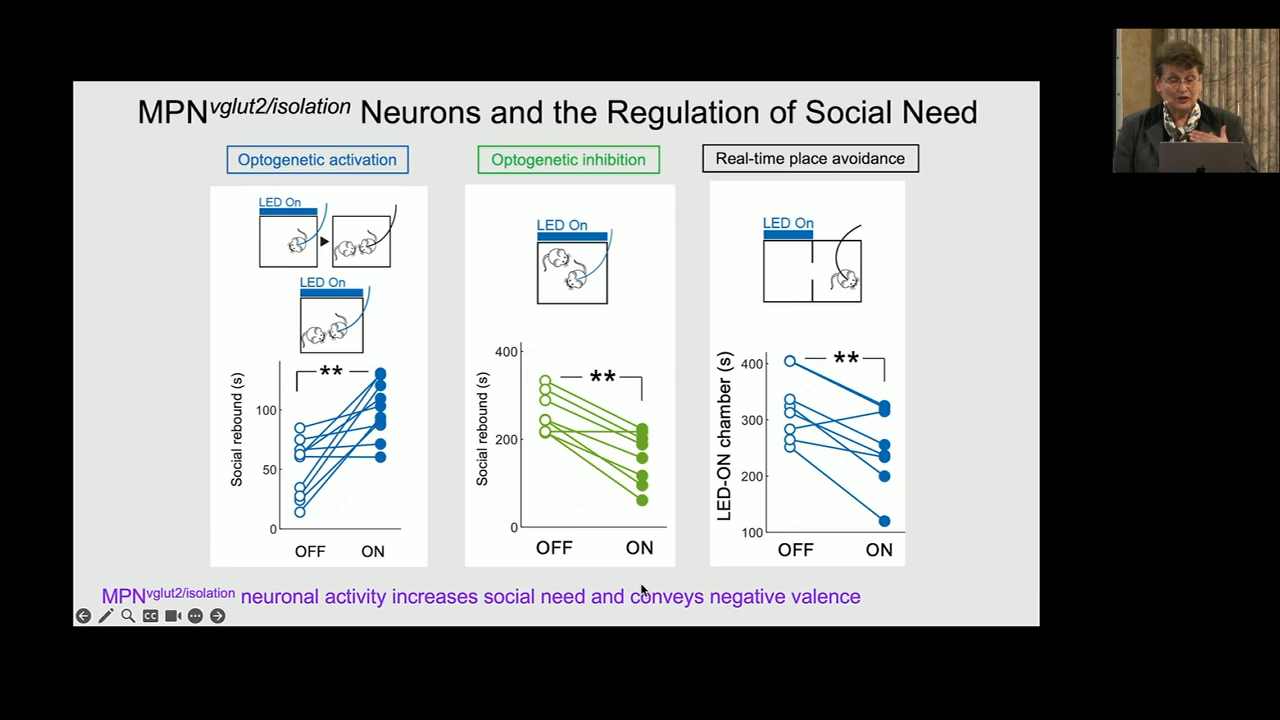 MPNvglut2/isolation Neurons and the Regulation of Social Need
Optogenetic activation
LED On
LED On
Social rebound (s)
100
50
0
**
OFF ON
Optogenetic inhibition
LED On
Social rebound (s)
400
200
0
**
OFF ON
Real-time place avoidance
LED On
LED-ON chamber (s)
400
300
200
100
**
OFF ON
MPNvglut2/isolation neuronal activity increases social need and conveys negative valence
CC